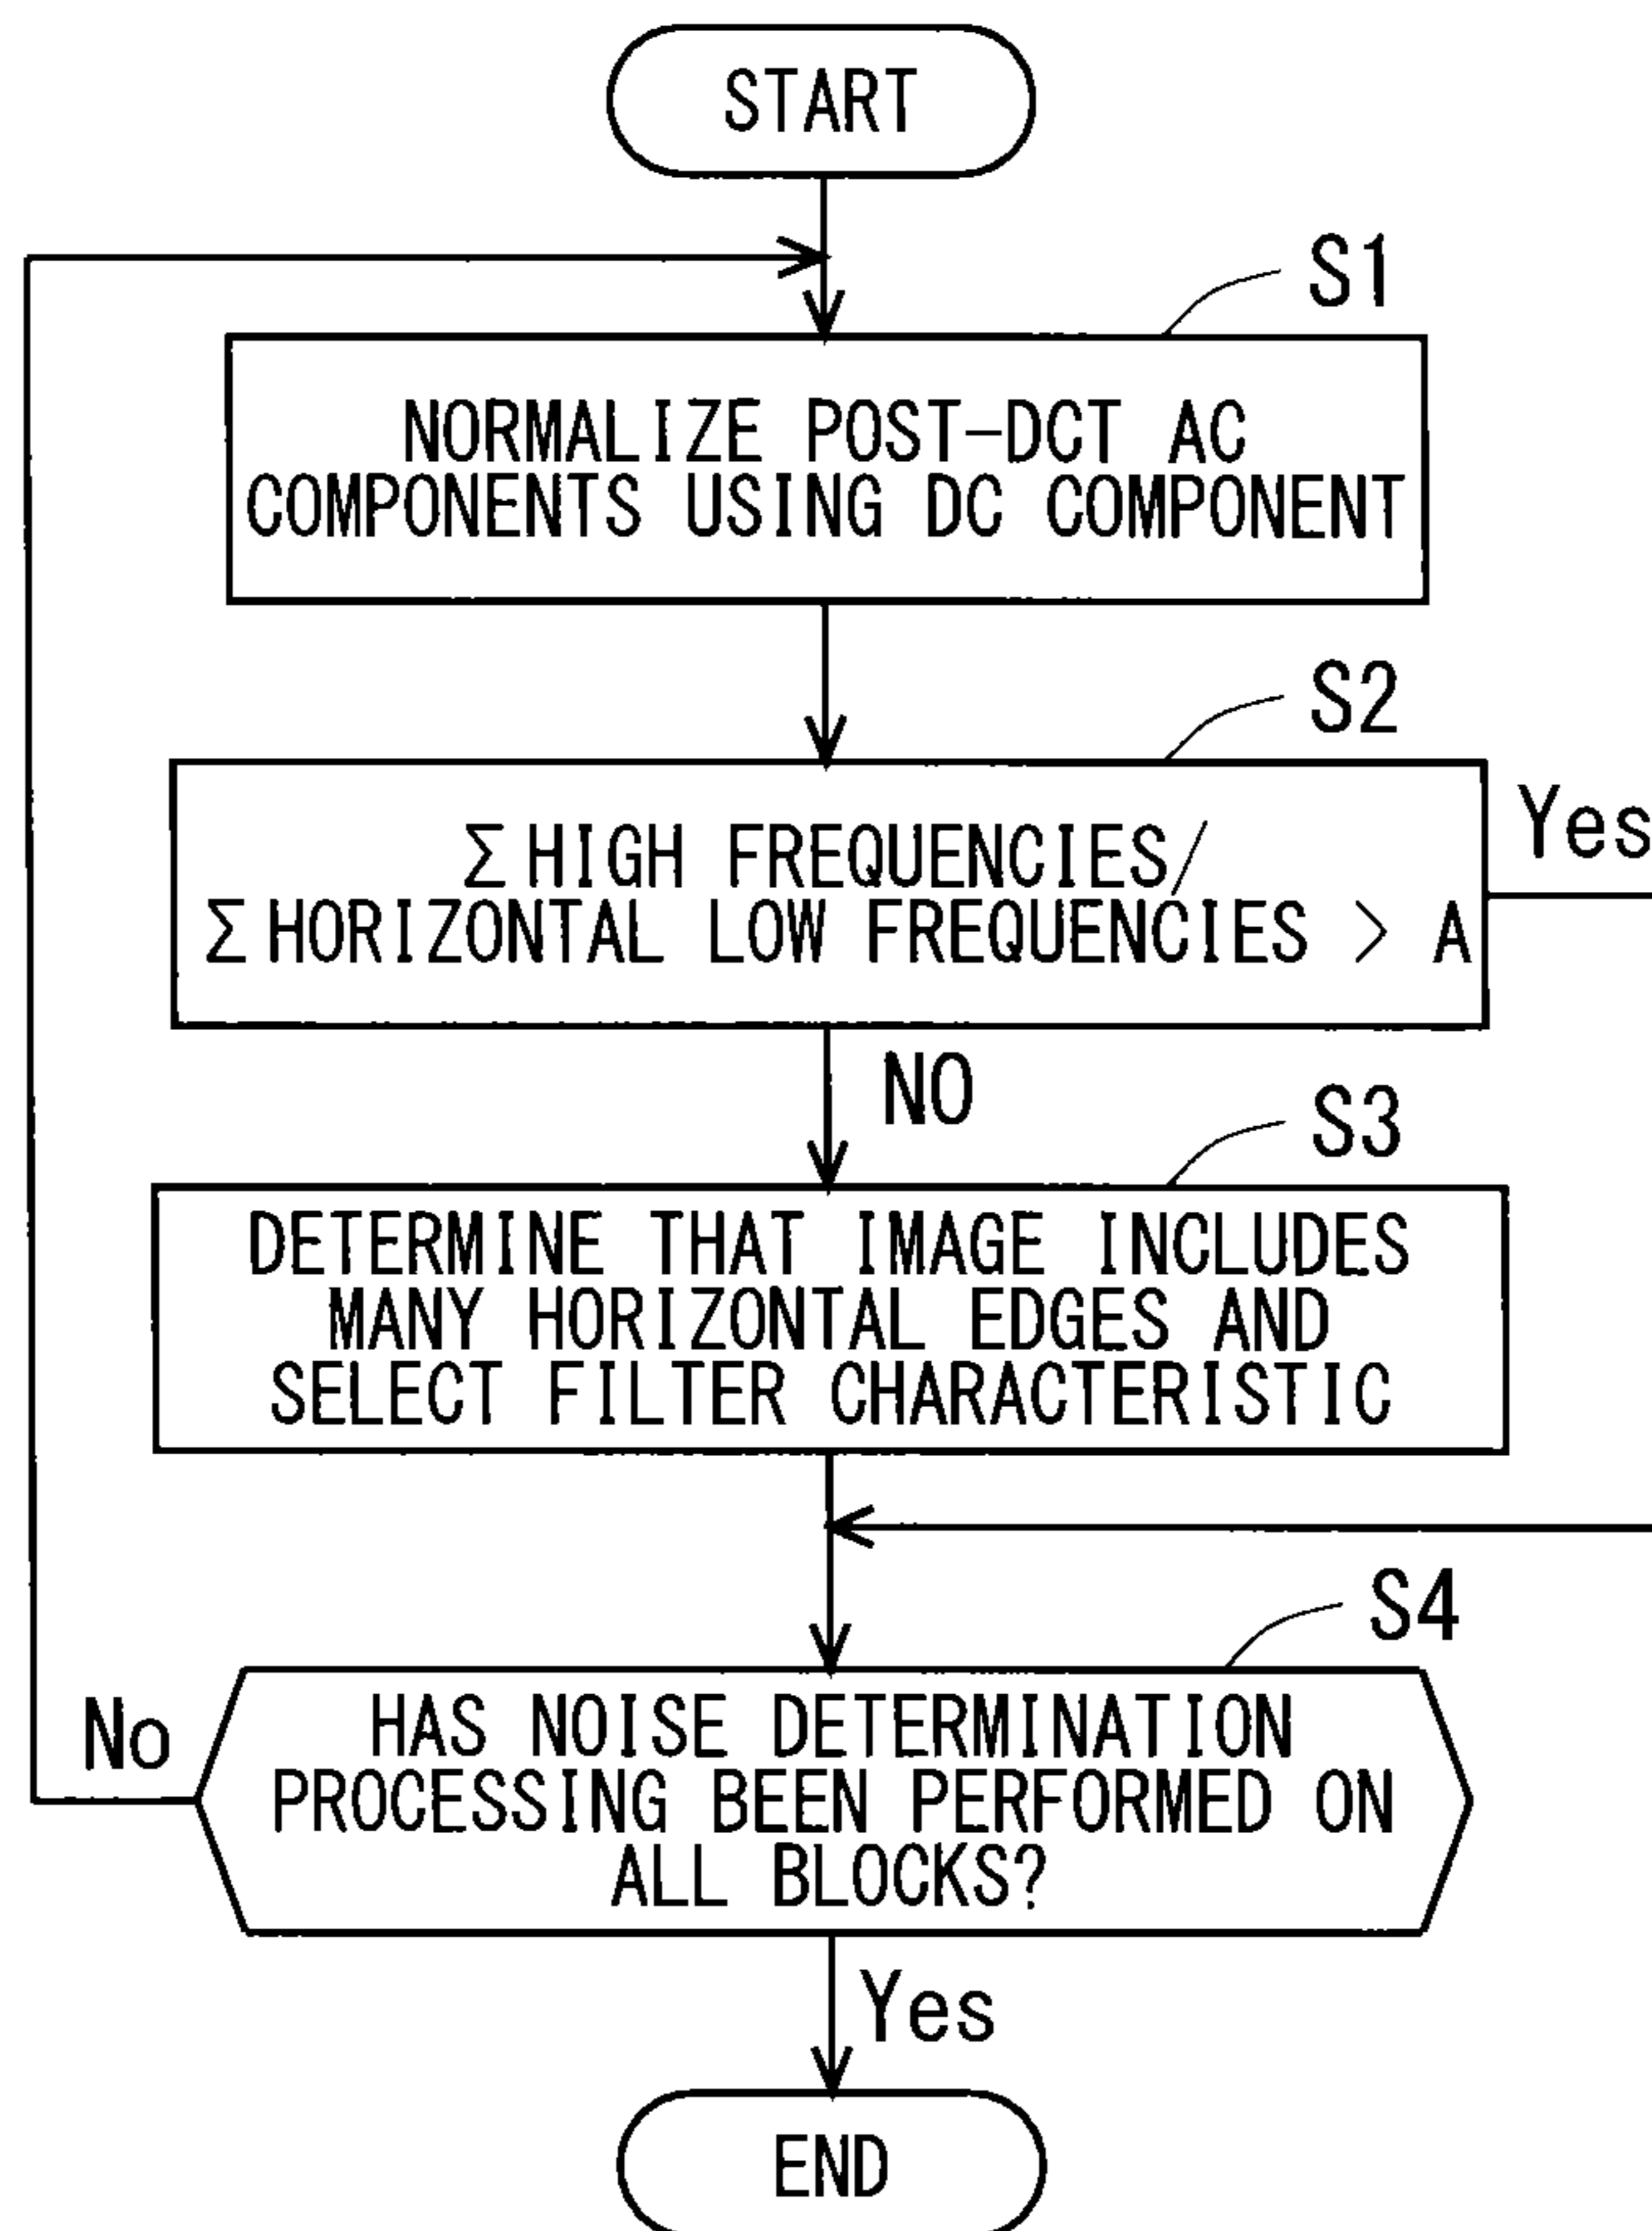 START
S1
NORMALIZE POST-DCT AC
COMPONENTS USING DC COMPONENT
S2
Σ HIGH FREQUENCIES/
Σ HORIZONTAL LOW FREQUENCIES > A
Yes
NO
S3
DETERMINE THAT IMAGE INCLUDES
MANY HORIZONTAL EDGES AND
SELECT FILTER CHARACTERISTIC
S4
No
HAS NOISE DETERMINATION
PROCESSING BEEN PERFORMED ON
ALL BLOCKS?
Yes
END